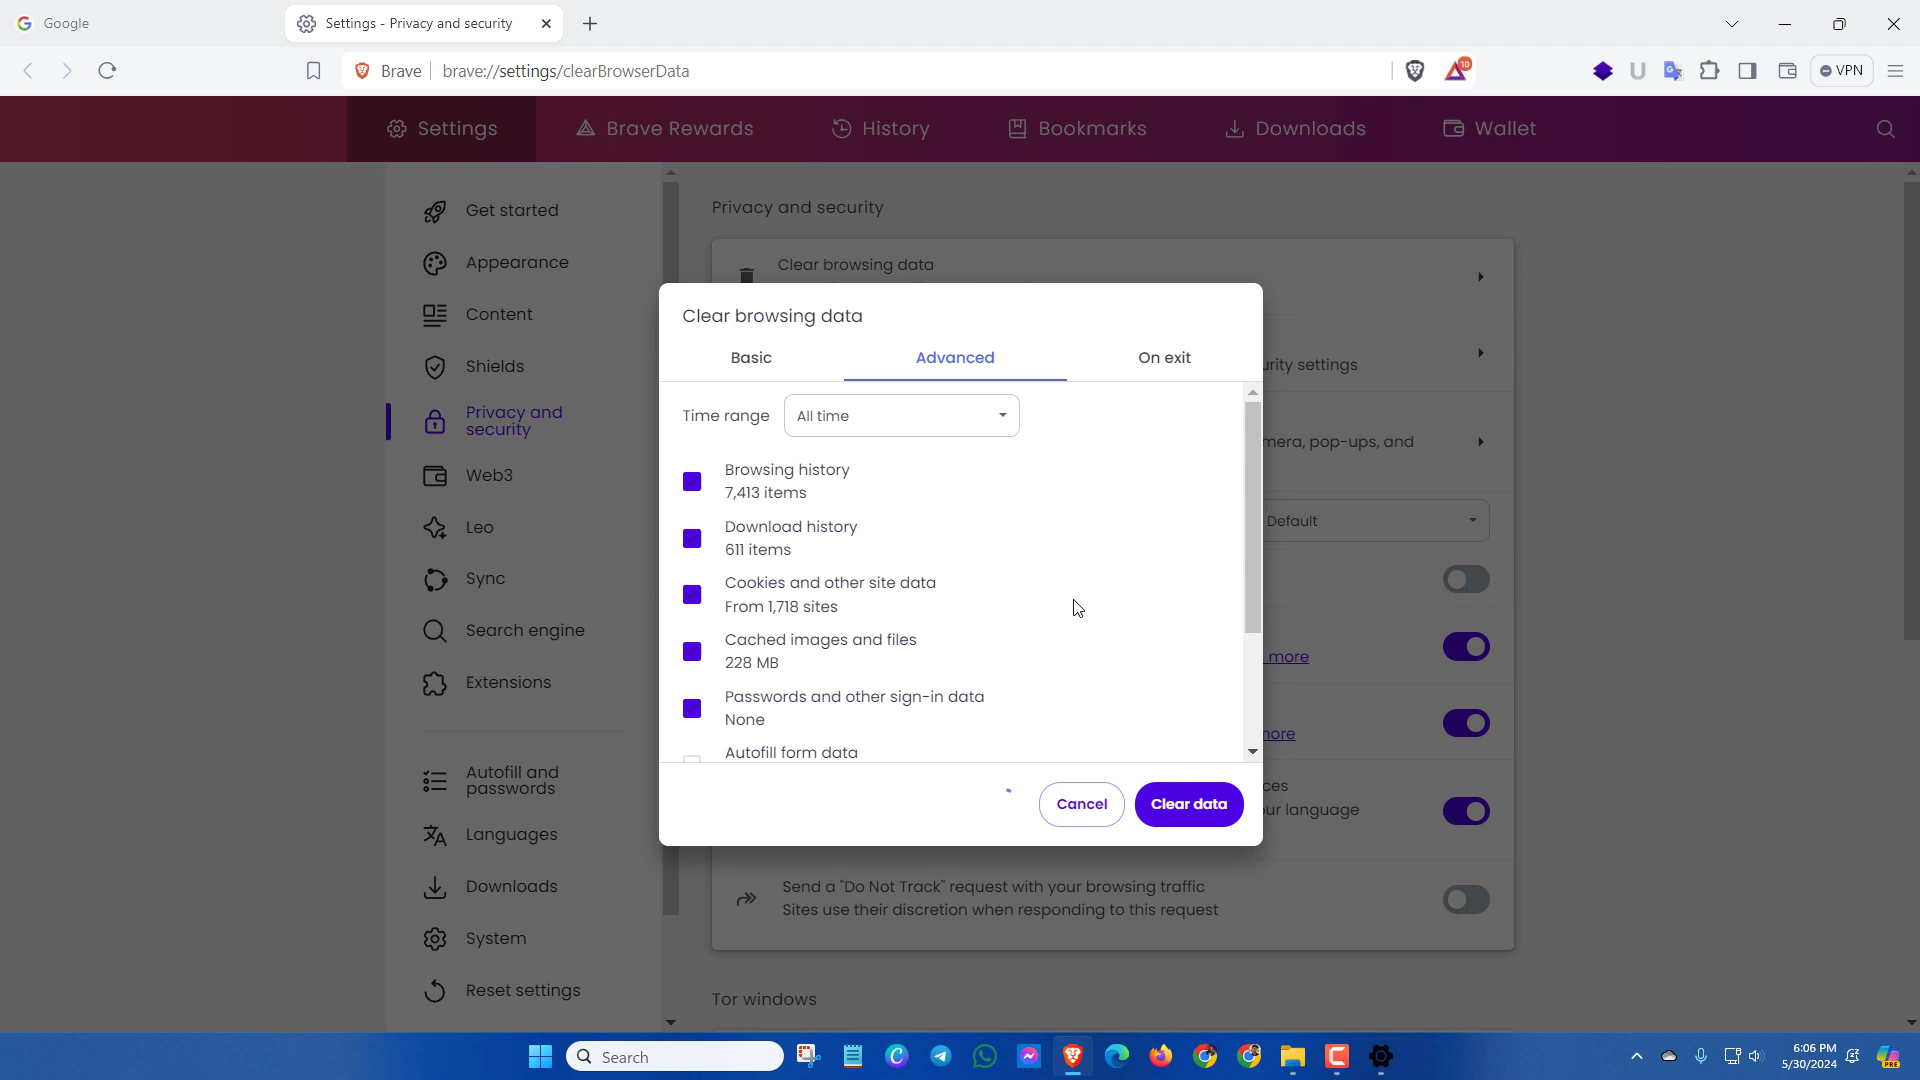 Google
Settings - Privacy and security
Brave
brave://settings/clearBrowserData
10
VPN
Settings
Brave Rewards
History
Bookmarks
Downloads
Wallet
Get started
Appearance
Content
Shields
Privacy and
security
Web3
Leo
Sync
Search engine
Extensions
Autofill and
passwords
Languages
Downloads
System
Reset settings
Privacy and security
Clear browsing data
urity settings
mera, pop-ups, and
Default
more
more
ces
our language
Send a "Do Not Track" request with your browsing traffic
Sites use their discretion when responding to this request
Tor windows
Clear browsing data
Basic
Advanced
On exit
Time range
All time
Browsing history
7,413 items
Download history
611 items
Cookies and other site data
From 1,718 sites
Cached images and files
228 MB
Passwords and other sign-in data
None
Autofill form data
Cancel
Clear data
Search
6:06 PM
5/30/2024
PRE